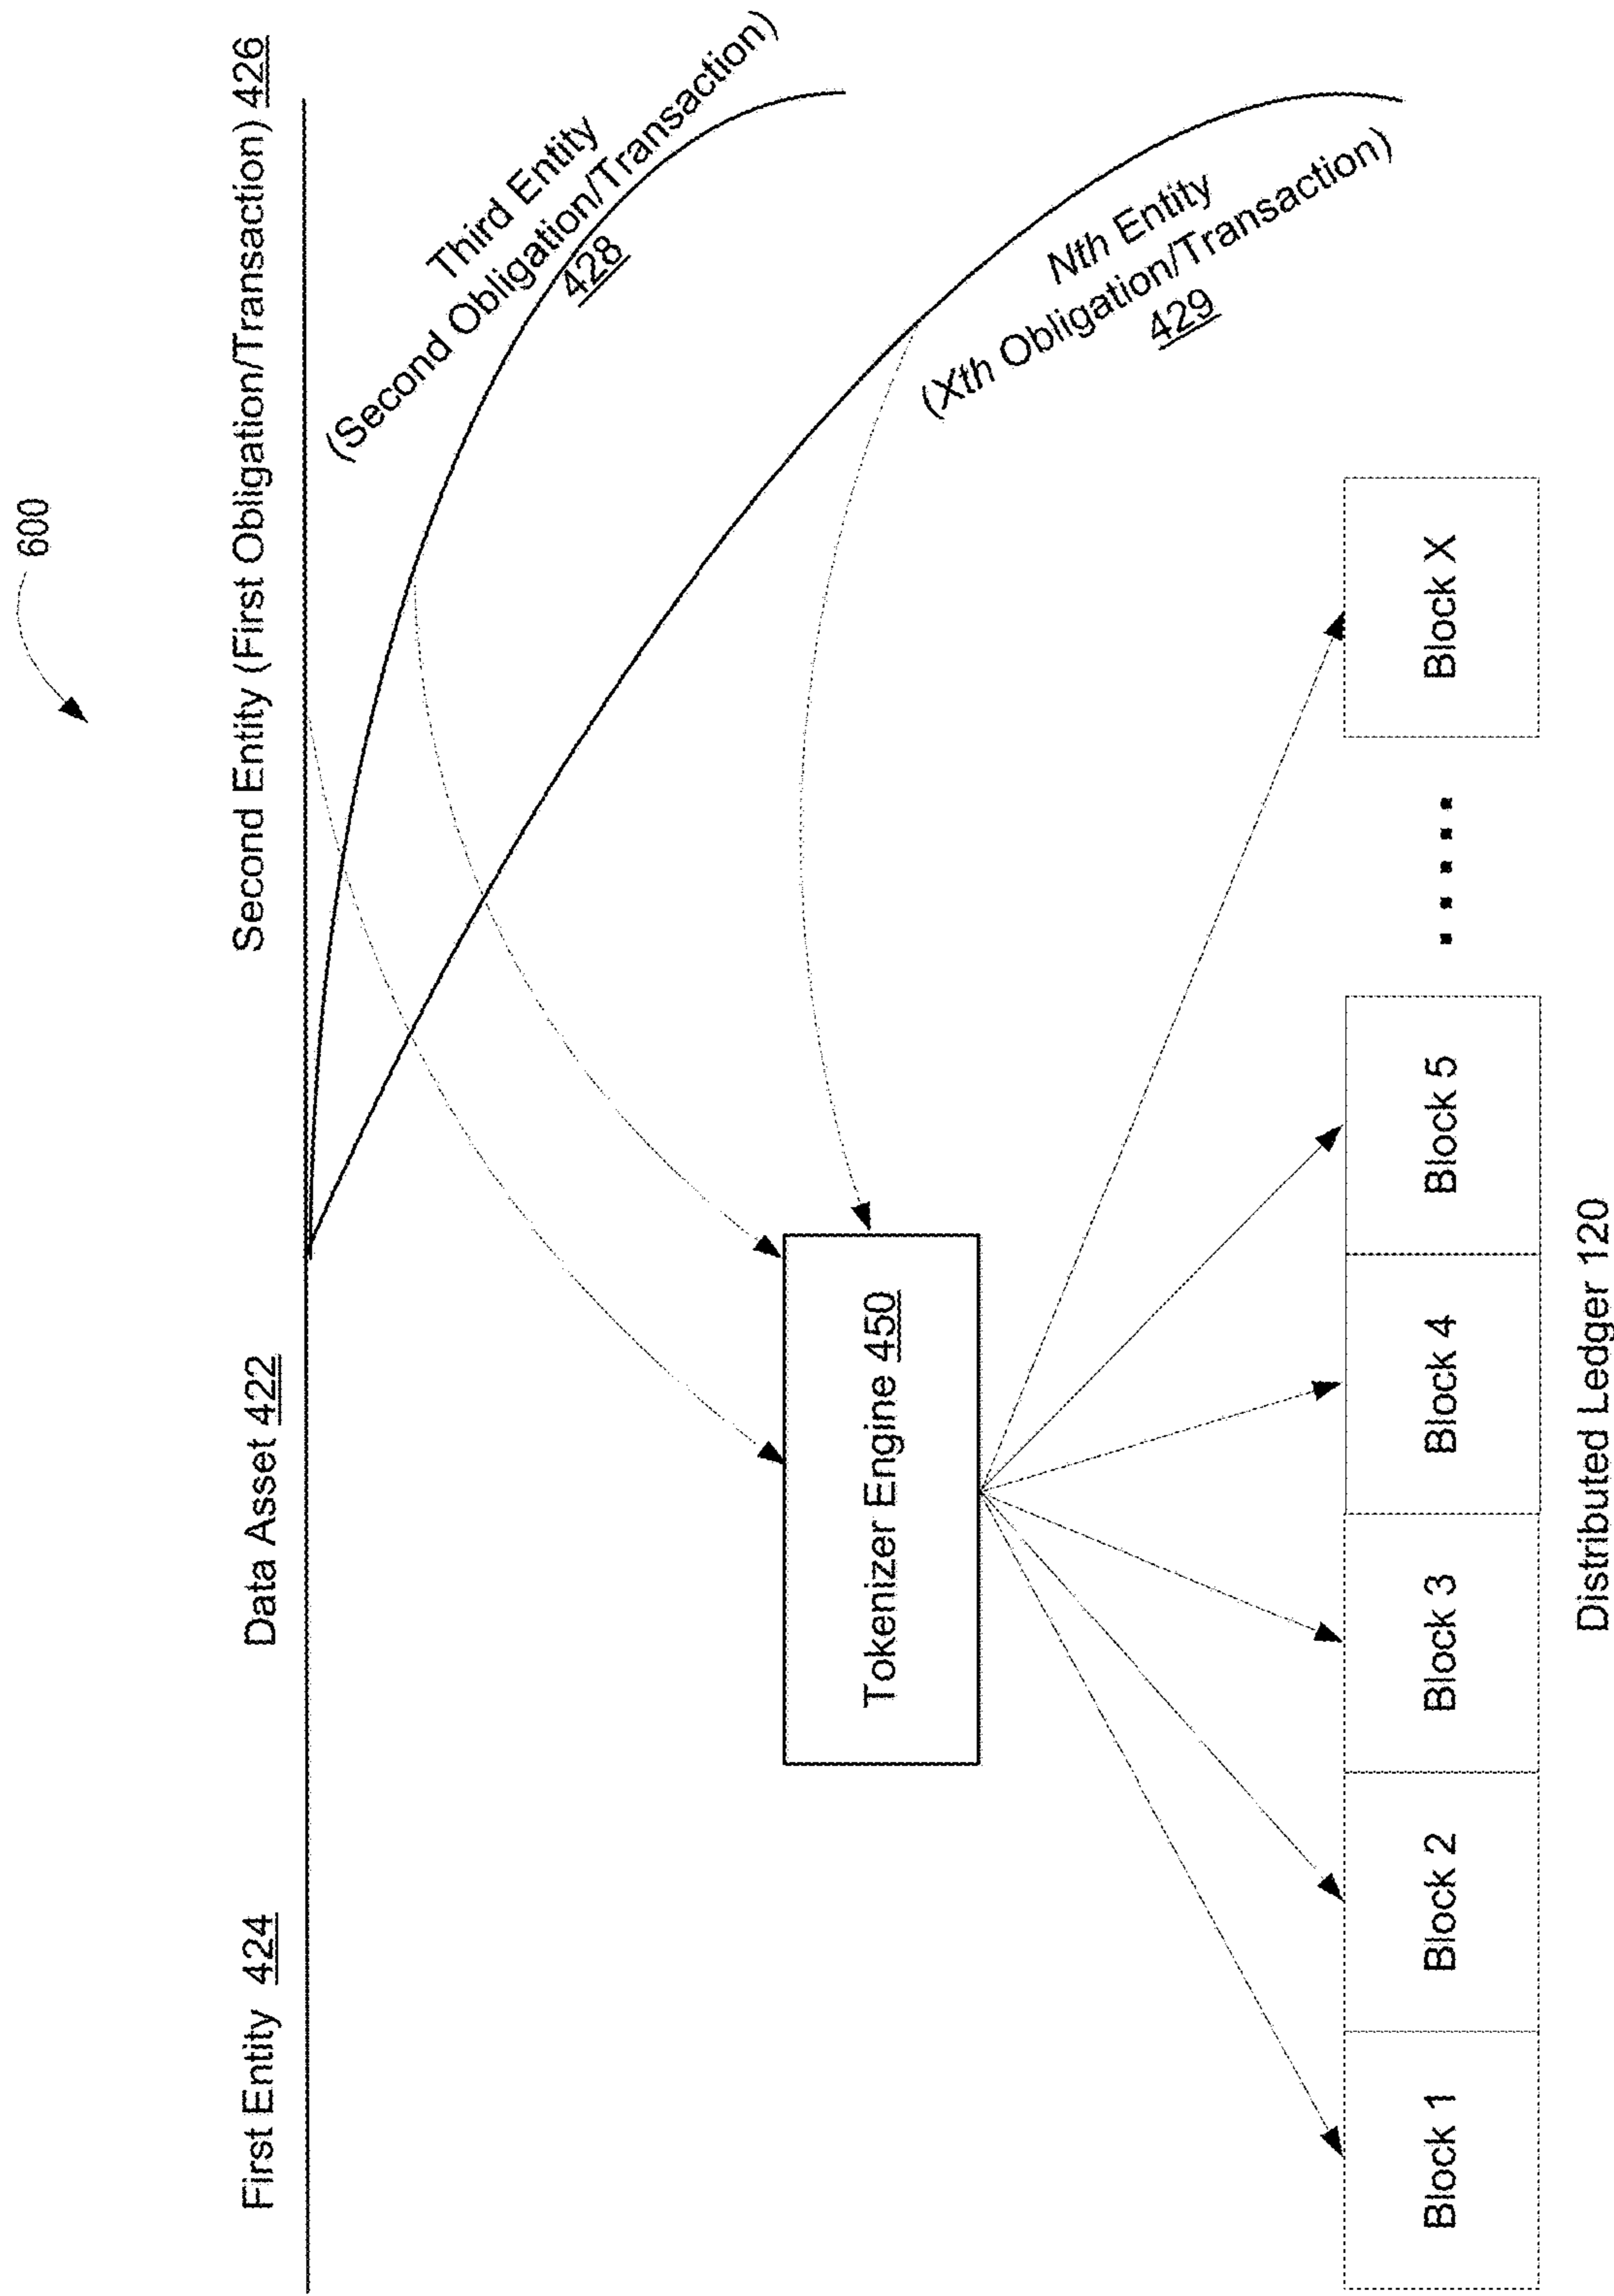 600
First Entity 424
Data Asset 422
Second Entity (First Obligation/Transaction) 426
Third Entity
(Second Obligation/Transaction)
428
Nth Entity
(Xth Obligation/Transaction)
429
Tokenizer Engine 450
Block 1
Block 2
Block 3
Block 4
Block 5
Block X
Distributed Ledger 120